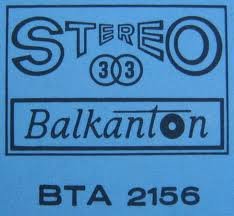 STEREO
33
Balkanton
BTA 2156